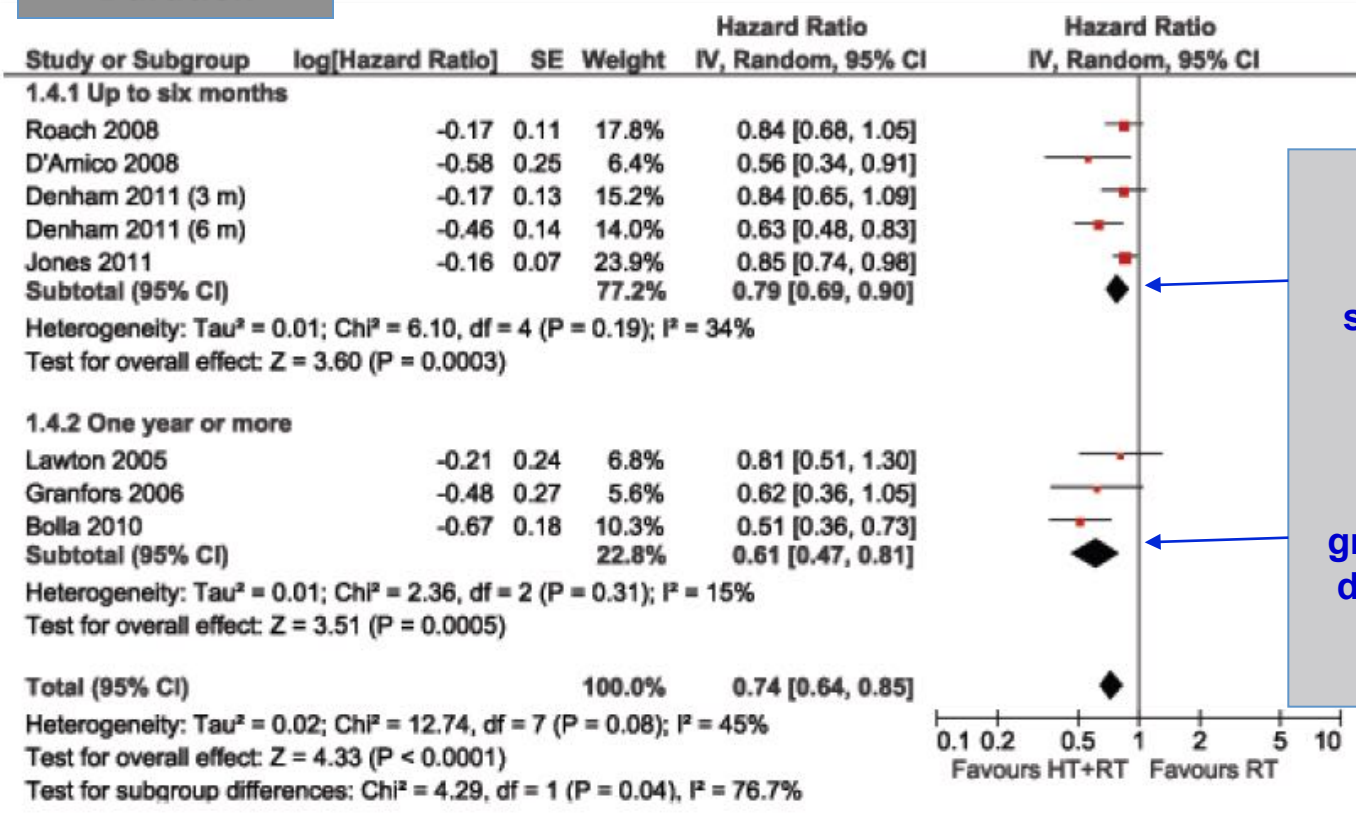 Hazard Ratio Hazard Ratio
Study or Subgroup log[Hazard Ratio] SE Weight IV, Random, 95% CI IV, Random, 95% CI
1.4.1 Up to six months
Roach 2008 -0.17 0.11 17.8% 0.84 [0.68, 1.05]
D'Amico 2008 -0.58 0.25 6.4% 0.56 [0.34, 0.91]
Denham 2011 (3 m) -0.17 0.13 15.2% 0.84 [0.65, 1.09]
Denham 2011 (6 m) -0.46 0.14 14.0% 0.63 [0.48, 0.83]
Jones 2011 -0.16 0.07 23.9% 0.85 [0.74, 0.98]
Subtotal (95% CI) 77.2% 0.79 [0.69, 0.90]
s
Heterogeneity: Tau² = 0.01; Chi² = 6.10, df = 4 (P = 0.19); I² = 34%
Test for overall effect: Z = 3.60 (P = 0.0003)
1.4.2 One year or more
Lawton 2005 -0.21 0.24 6.8% 0.81 [0.51, 1.30]
Granfors 2006 -0.48 0.27 5.6% 0.62 [0.36, 1.05]
Bolla 2010 -0.67 0.18 10.3% 0.51 [0.36, 0.73]
Subtotal (95% CI) 22.8% 0.61 [0.47, 0.81]
gr
d
Heterogeneity: Tau² = 0.01; Chi² = 2.36, df = 2 (P = 0.31); I² = 15%
Test for overall effect: Z = 3.51 (P = 0.0005)
Total (95% CI) 100.0% 0.74 [0.64, 0.85]
Heterogeneity: Tau² = 0.02; Chi² = 12.74, df = 7 (P = 0.08); I² = 45%
Test for overall effect: Z = 4.33 (P < 0.0001)
Test for subgroup differences: Chi² = 4.29, df = 1 (P = 0.04), I² = 76.7%
0.1 0.2 0.5 1 2 5 10
Favours HT+RT Favours RT